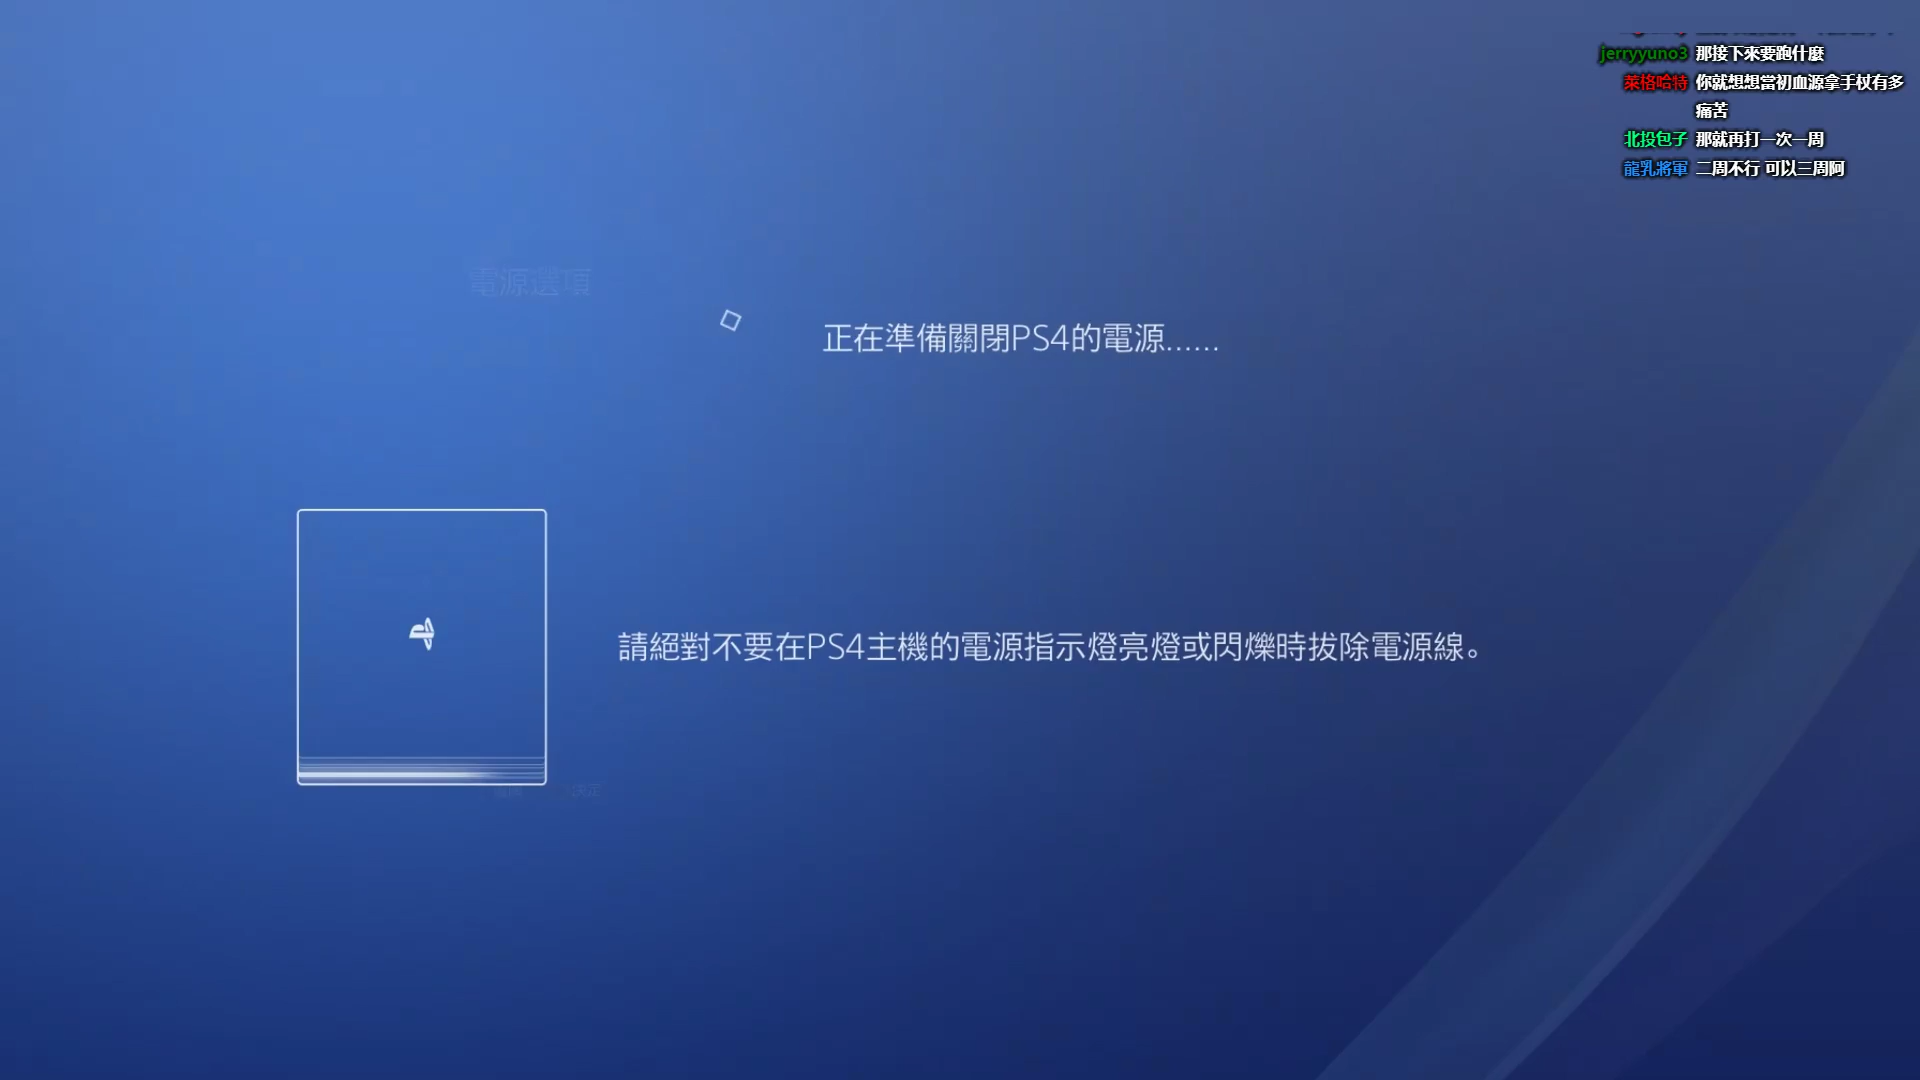 jerryyuno3 那接下來要跑什麼
萊格哈特 你就想想當初血源拿手杖有多
痛苦
北投包子 那就再打一次一周
龍乳將軍 二周不行 可以三周阿
電源選項
正在準備關閉PS4的電源......
請絕對不要在PS4主機的電源指示燈亮燈或閃爍時拔除電源線。
決定